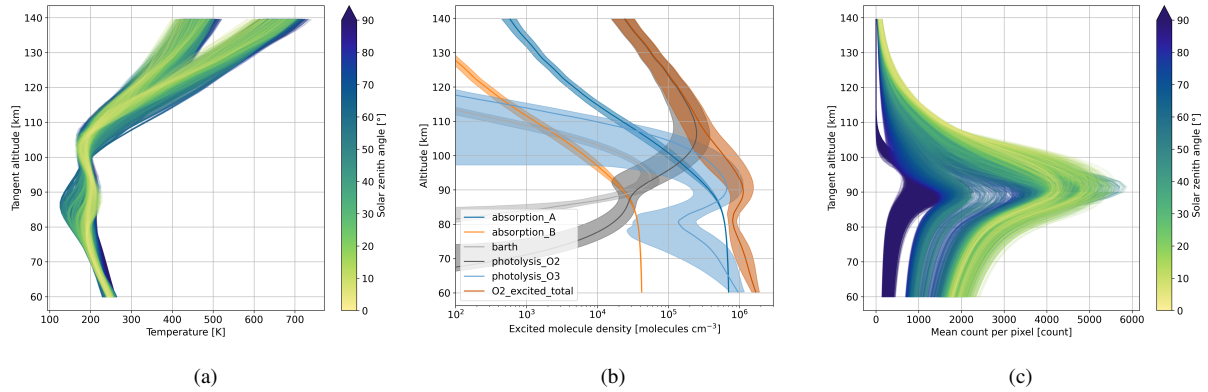 140
130
120
110
100
90
80
70
60
Tangent altitude [km]
100 200 300 400 500 600 700
Temperature [K]
90
80
70
60
50
40
30
20
10
0
Solar zenith angle [°]
(a)
140
130
120
110
100
90
80
70
60
Altitude [km]
absorption_A
absorption_B
barth
photolysis_O2
photolysis_O3
O2_excited_total
10² 10³ 10⁴ 10⁵ 10⁶
Excited molecule density [molecules cm⁻³]
(b)
140
130
120
110
100
90
80
70
60
Tangent altitude [km]
0 1000 2000 3000 4000 5000 6000
Mean count per pixel [count]
90
80
70
60
50
40
30
20
10
0
Solar zenith angle [°]
(c)